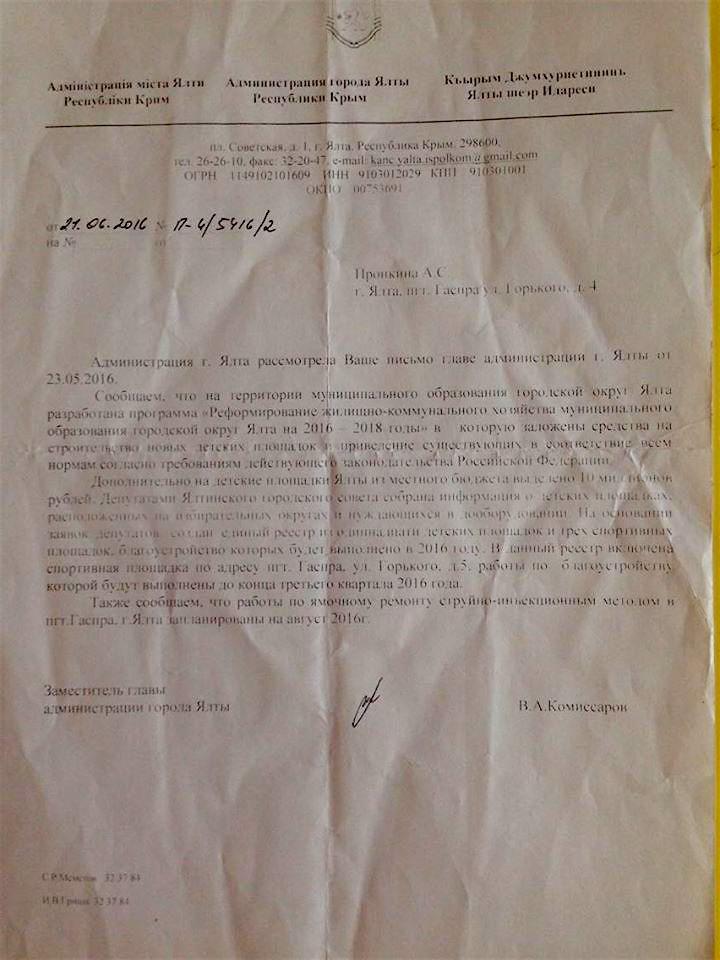 Адміністрація міста Ялти Администрация города Ялты Къырым Джумхуриетининъ
Республіки Крим Республики Крым Ялты шеэр Идареси
пл. Советская, д. 1, г. Ялта, Республика Крым, 298600,
тел. 26-26-10, факс: 32-20-47, e-mail: kanc.yalta.ispolkom@gmail.com
ОГРН 1149102101609 ИНН 9103012029 КПП 910301001
ОКПО 00753691
от 21.06.2016 № П-4/5416/2
на № от
Пронкина А.С
г. Ялта, пгт. Гаспра ул. Горького, д. 4
Администрация г. Ялта рассмотрела Ваше письмо главе администрации г. Ялты от
23.05.2016.
Сообщаем, что на территории муниципального образования городской округ Ялта
разработана программа «Реформирование жилищно-коммунального хозяйства муниципального
образования городской округ Ялта на 2016 – 2018 годы» в которую заложены средства на
строительство новых детских площадок и приведение существующих в соответствие всем
нормам согласно требованиям действующего законодательства Российской Федерации.
Дополнительно на детские площадки Ялты из местного бюджета выделено 10 миллионов
рублей. Депутатами Ялтинского городского совета собрана информация о детских площадках,
расположенных на избирательных округах и нуждающихся в дооборудовании. На основании
заявок депутатов создан единый реестр из одиннадцати детских площадок и трех спортивных
площадок, благоустройство которых будет выполнено в 2016 году. В данный реестр включена
спортивная площадка по адресу пгт. Гаспра, ул. Горького, д.5, работы по благоустройству
которой будут выполнены до конца третьего квартала 2016 года.
Также сообщаем, что работы по ямочному ремонту струйно-инъекционным методом в
пгт.Гаспра, г.Ялта запланированы на август 2016г.
Заместитель главы
администрации города Ялты В.А.Комиссаров
С.Р. 32 37 84
И.В. 32 37 84